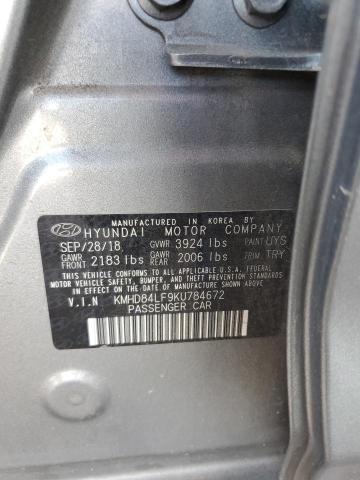 MANUFACTURED IN KOREA BY
HYUNDAI MOTOR COMPANY
SEP/28/18 GVWR 3924 lbs PAINT UYS
GAWR FRONT 2183 lbs GAWR REAR 2006 lbs TRIM TRY
THIS VEHICLE CONFORMS TO ALL APPLICABLE U.S.A. FEDERAL
MOTOR VEHICLE SAFETY, BUMPER, AND THEFT PREVENTION
STANDARDS IN EFFECT ON THE DATE OF MANUFACTURE SHOWN ABOVE.
V.I.N KMHD84LF9KU784672
PASSENGER CAR